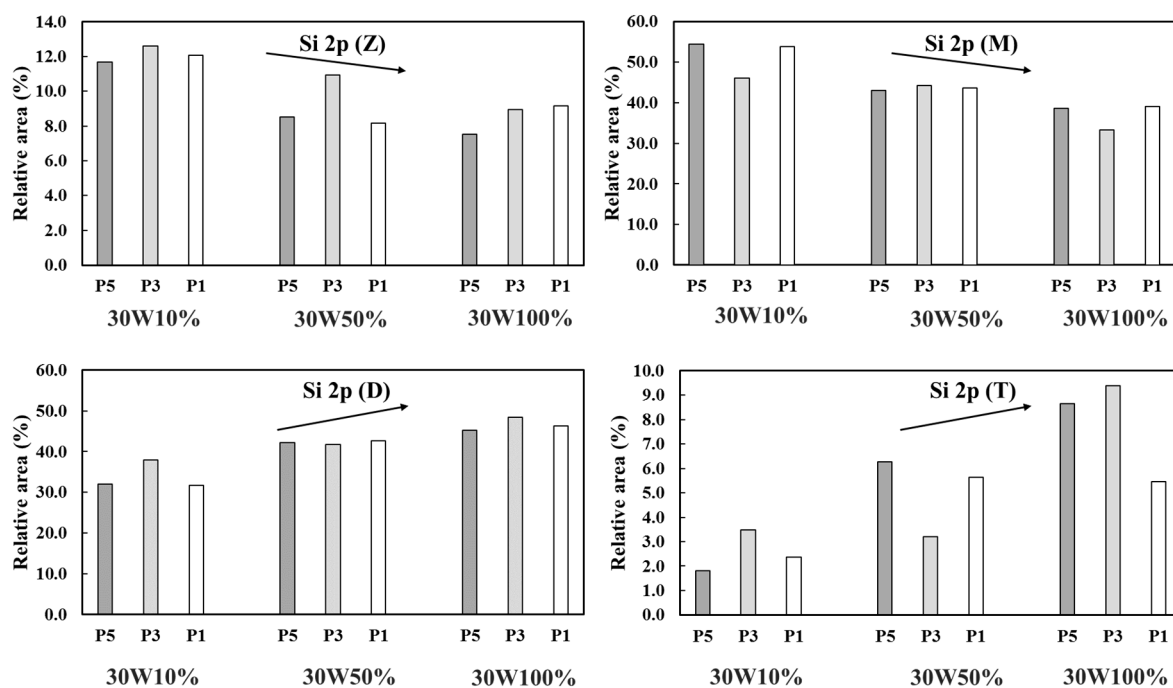 Si 2p (Z)
Relative area (%)
14.0
12.0
10.0
8.0
6.0
4.0
2.0
0.0
P5 P3 P1 P5 P3 P1 P5 P3 P1
30W10% 30W50% 30W100%
Si 2p (M)
Relative area (%)
60.0
50.0
40.0
30.0
20.0
10.0
0.0
P5 P3 P1 P5 P3 P1 P5 P3 P1
30W10% 30W50% 30W100%
Si 2p (D)
Relative area (%)
60.0
50.0
40.0
30.0
20.0
10.0
0.0
P5 P3 P1 P5 P3 P1 P5 P3 P1
30W10% 30W50% 30W100%
Si 2p (T)
Relative area (%)
10.0
9.0
8.0
7.0
6.0
5.0
4.0
3.0
2.0
1.0
0.0
P5 P3 P1 P5 P3 P1 P5 P3 P1
30W10% 30W50% 30W100%